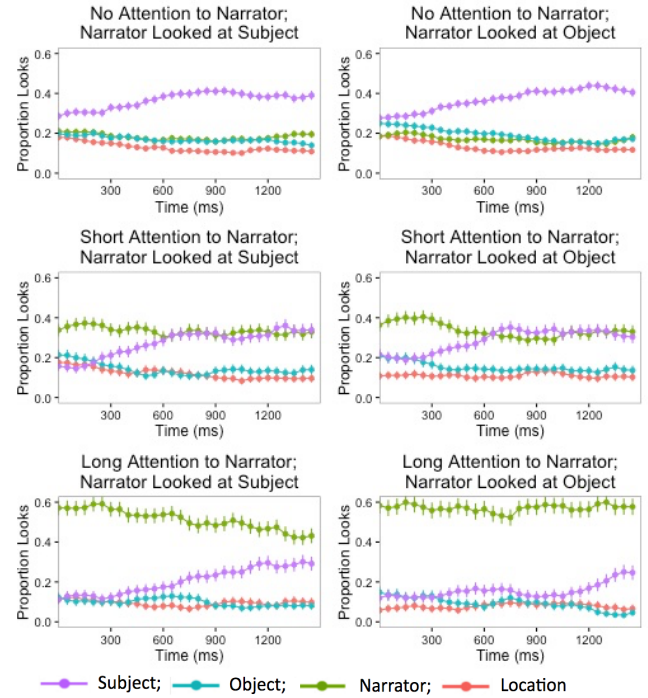 No Attention to Narrator;
Narrator Looked at Subject
No Attention to Narrator;
Narrator Looked at Object
Proportion Looks
0.6
0.4
0.2
0.0
300 600 900 1200
Time (ms)
Proportion Looks
0.6
0.4
0.2
0.0
300 600 900 1200
Time (ms)
Short Attention to Narrator;
Narrator Looked at Subject
Short Attention to Narrator;
Narrator Looked at Object
Proportion Looks
0.6
0.4
0.2
0.0
300 600 900 1200
Time (ms)
Proportion Looks
0.6
0.4
0.2
0.0
300 600 900 1200
Time (ms)
Long Attention to Narrator;
Narrator Looked at Subject
Long Attention to Narrator;
Narrator Looked at Object
Proportion Looks
0.6
0.4
0.2
0.0
300 600 900 1200
Time (ms)
Proportion Looks
0.6
0.4
0.2
0.0
300 600 900 1200
Time (ms)
Subject; Object; Narrator; Location